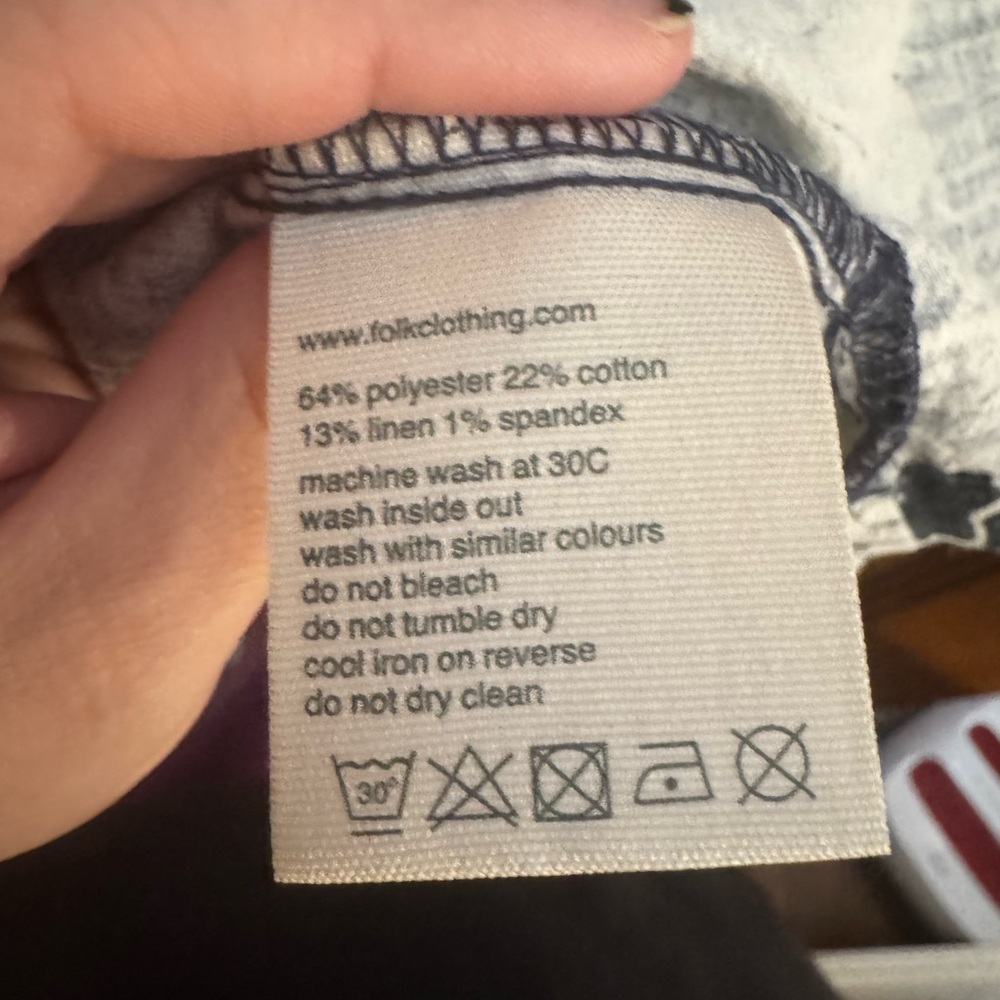 www.folkclothing.com
64% polyester 22% cotton
13% linen 1% spandex
machine wash at 30C
wash inside out
wash with similar colours
do not bleach
do not tumble dry
cool iron on reverse
do not dry clean
30°